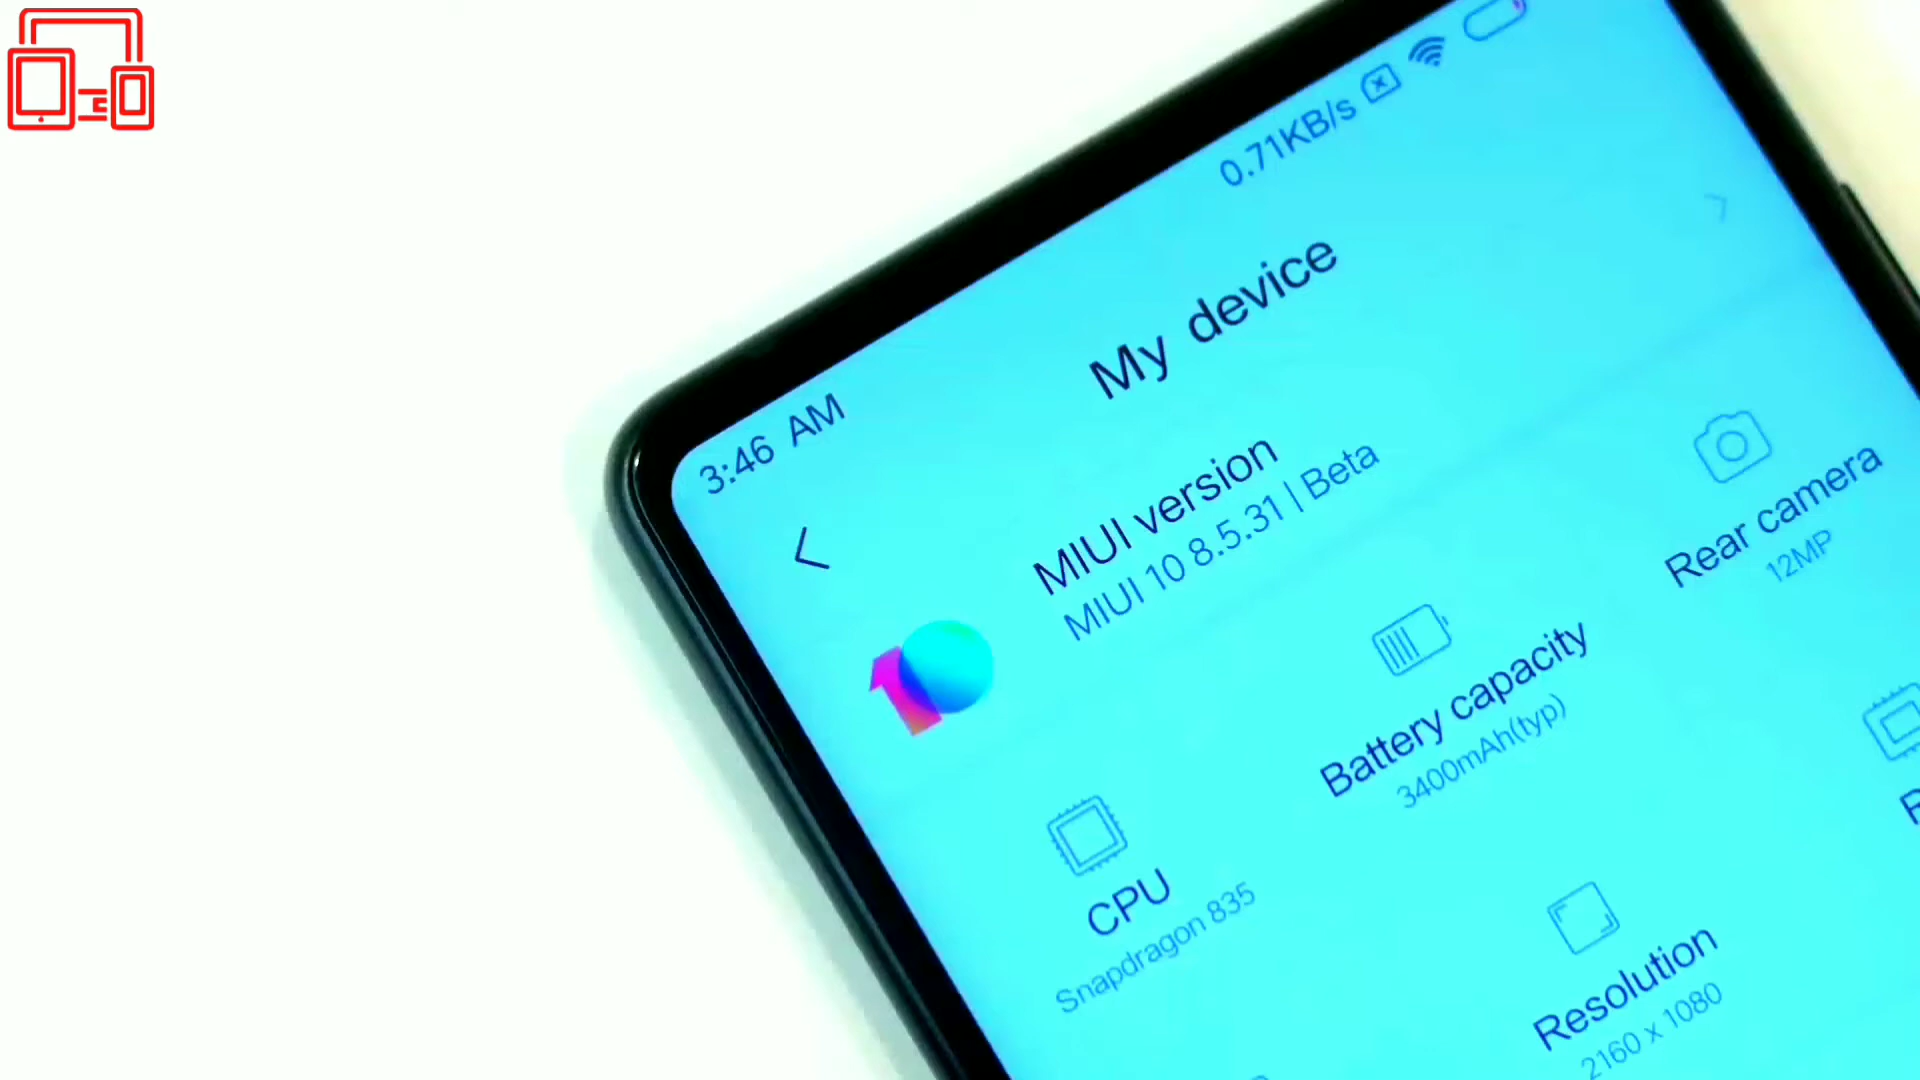 3:46 AM
0.71KB/s
My device
MIUI version
MIUI 10 8.5.31 | Beta
CPU
Snapdragon 835
Battery capacity
3400mAh(typ)
Rear camera
12MP
Resolution
2160 x 1080